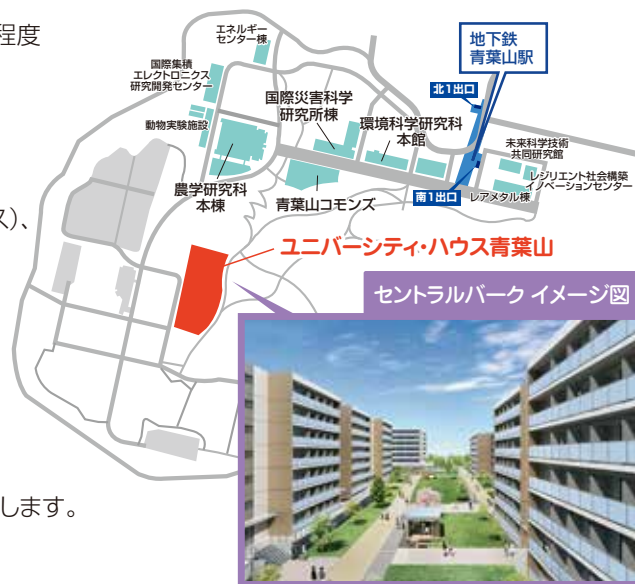 程度
エネルギー
センター棟
国際集積
エレクトロニクス
研究開発センター
地下鉄
青葉山駅
北1出口
国際災害科学
研究所棟
環境科学研究科
本館
動物実験施設
未来科学技術
共同研究館
レジリエント社会構築
イノベーションセンター
農学研究科
本棟
青葉山コモンズ
南1出口
レアメタル棟
ス)、
ユニバーシティ・ハウス青葉山
セントラルパーク イメージ図
します。